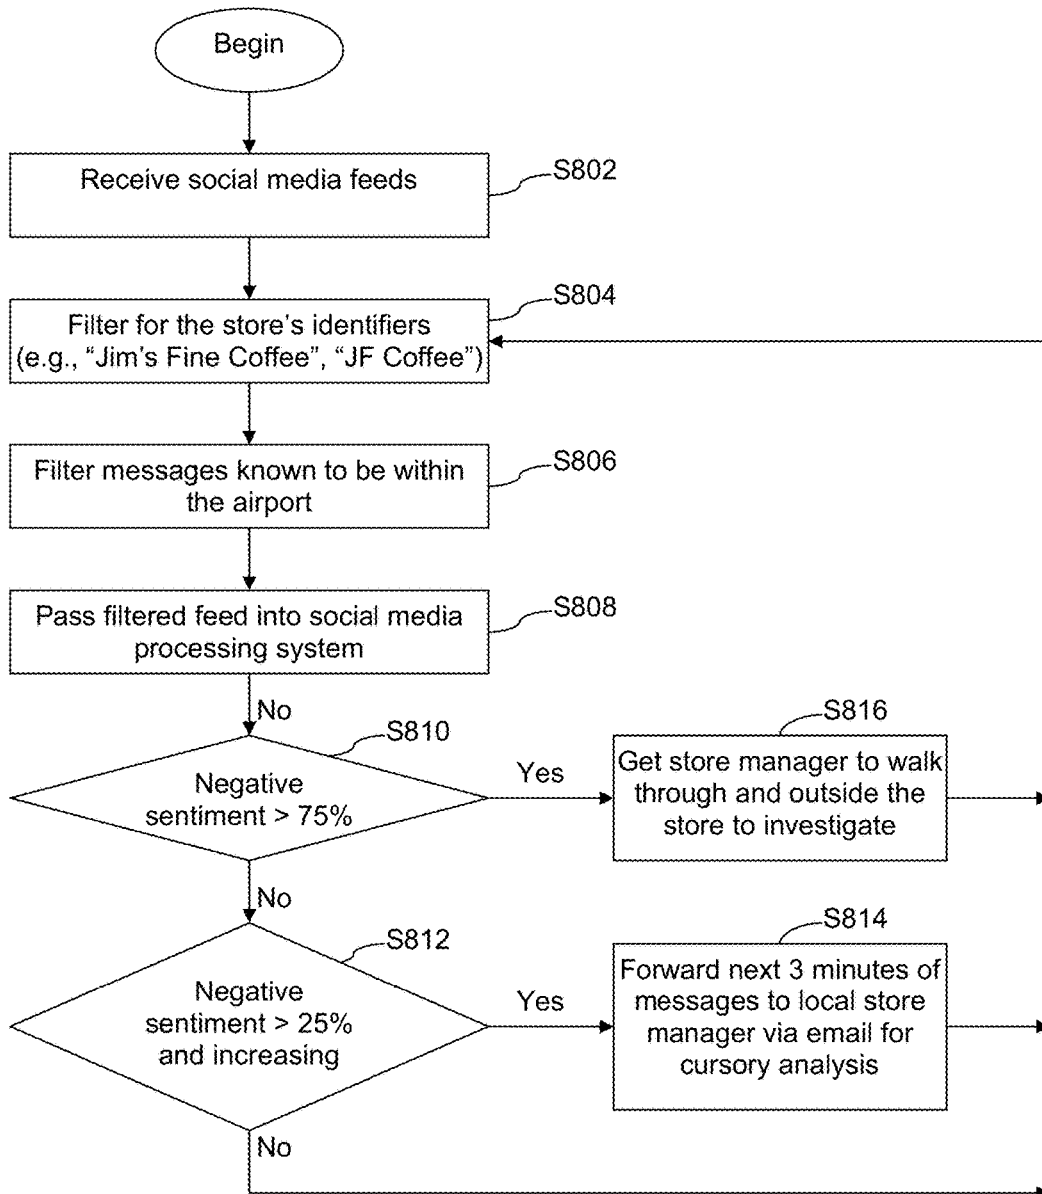 Begin
Receive social media feeds
S802
Filter for the store's identifiers
(e.g., “Jim's Fine Coffee”, “JF Coffee”)
S804
Filter messages known to be within
the airport
S806
Pass filtered feed into social media
processing system
S808
No
S810
Negative
sentiment > 75%
Yes
S816
Get store manager to walk
through and outside the
store to investigate
No
S812
Negative
sentiment > 25%
and increasing
Yes
S814
Forward next 3 minutes of
messages to local store
manager via email for
cursory analysis
No